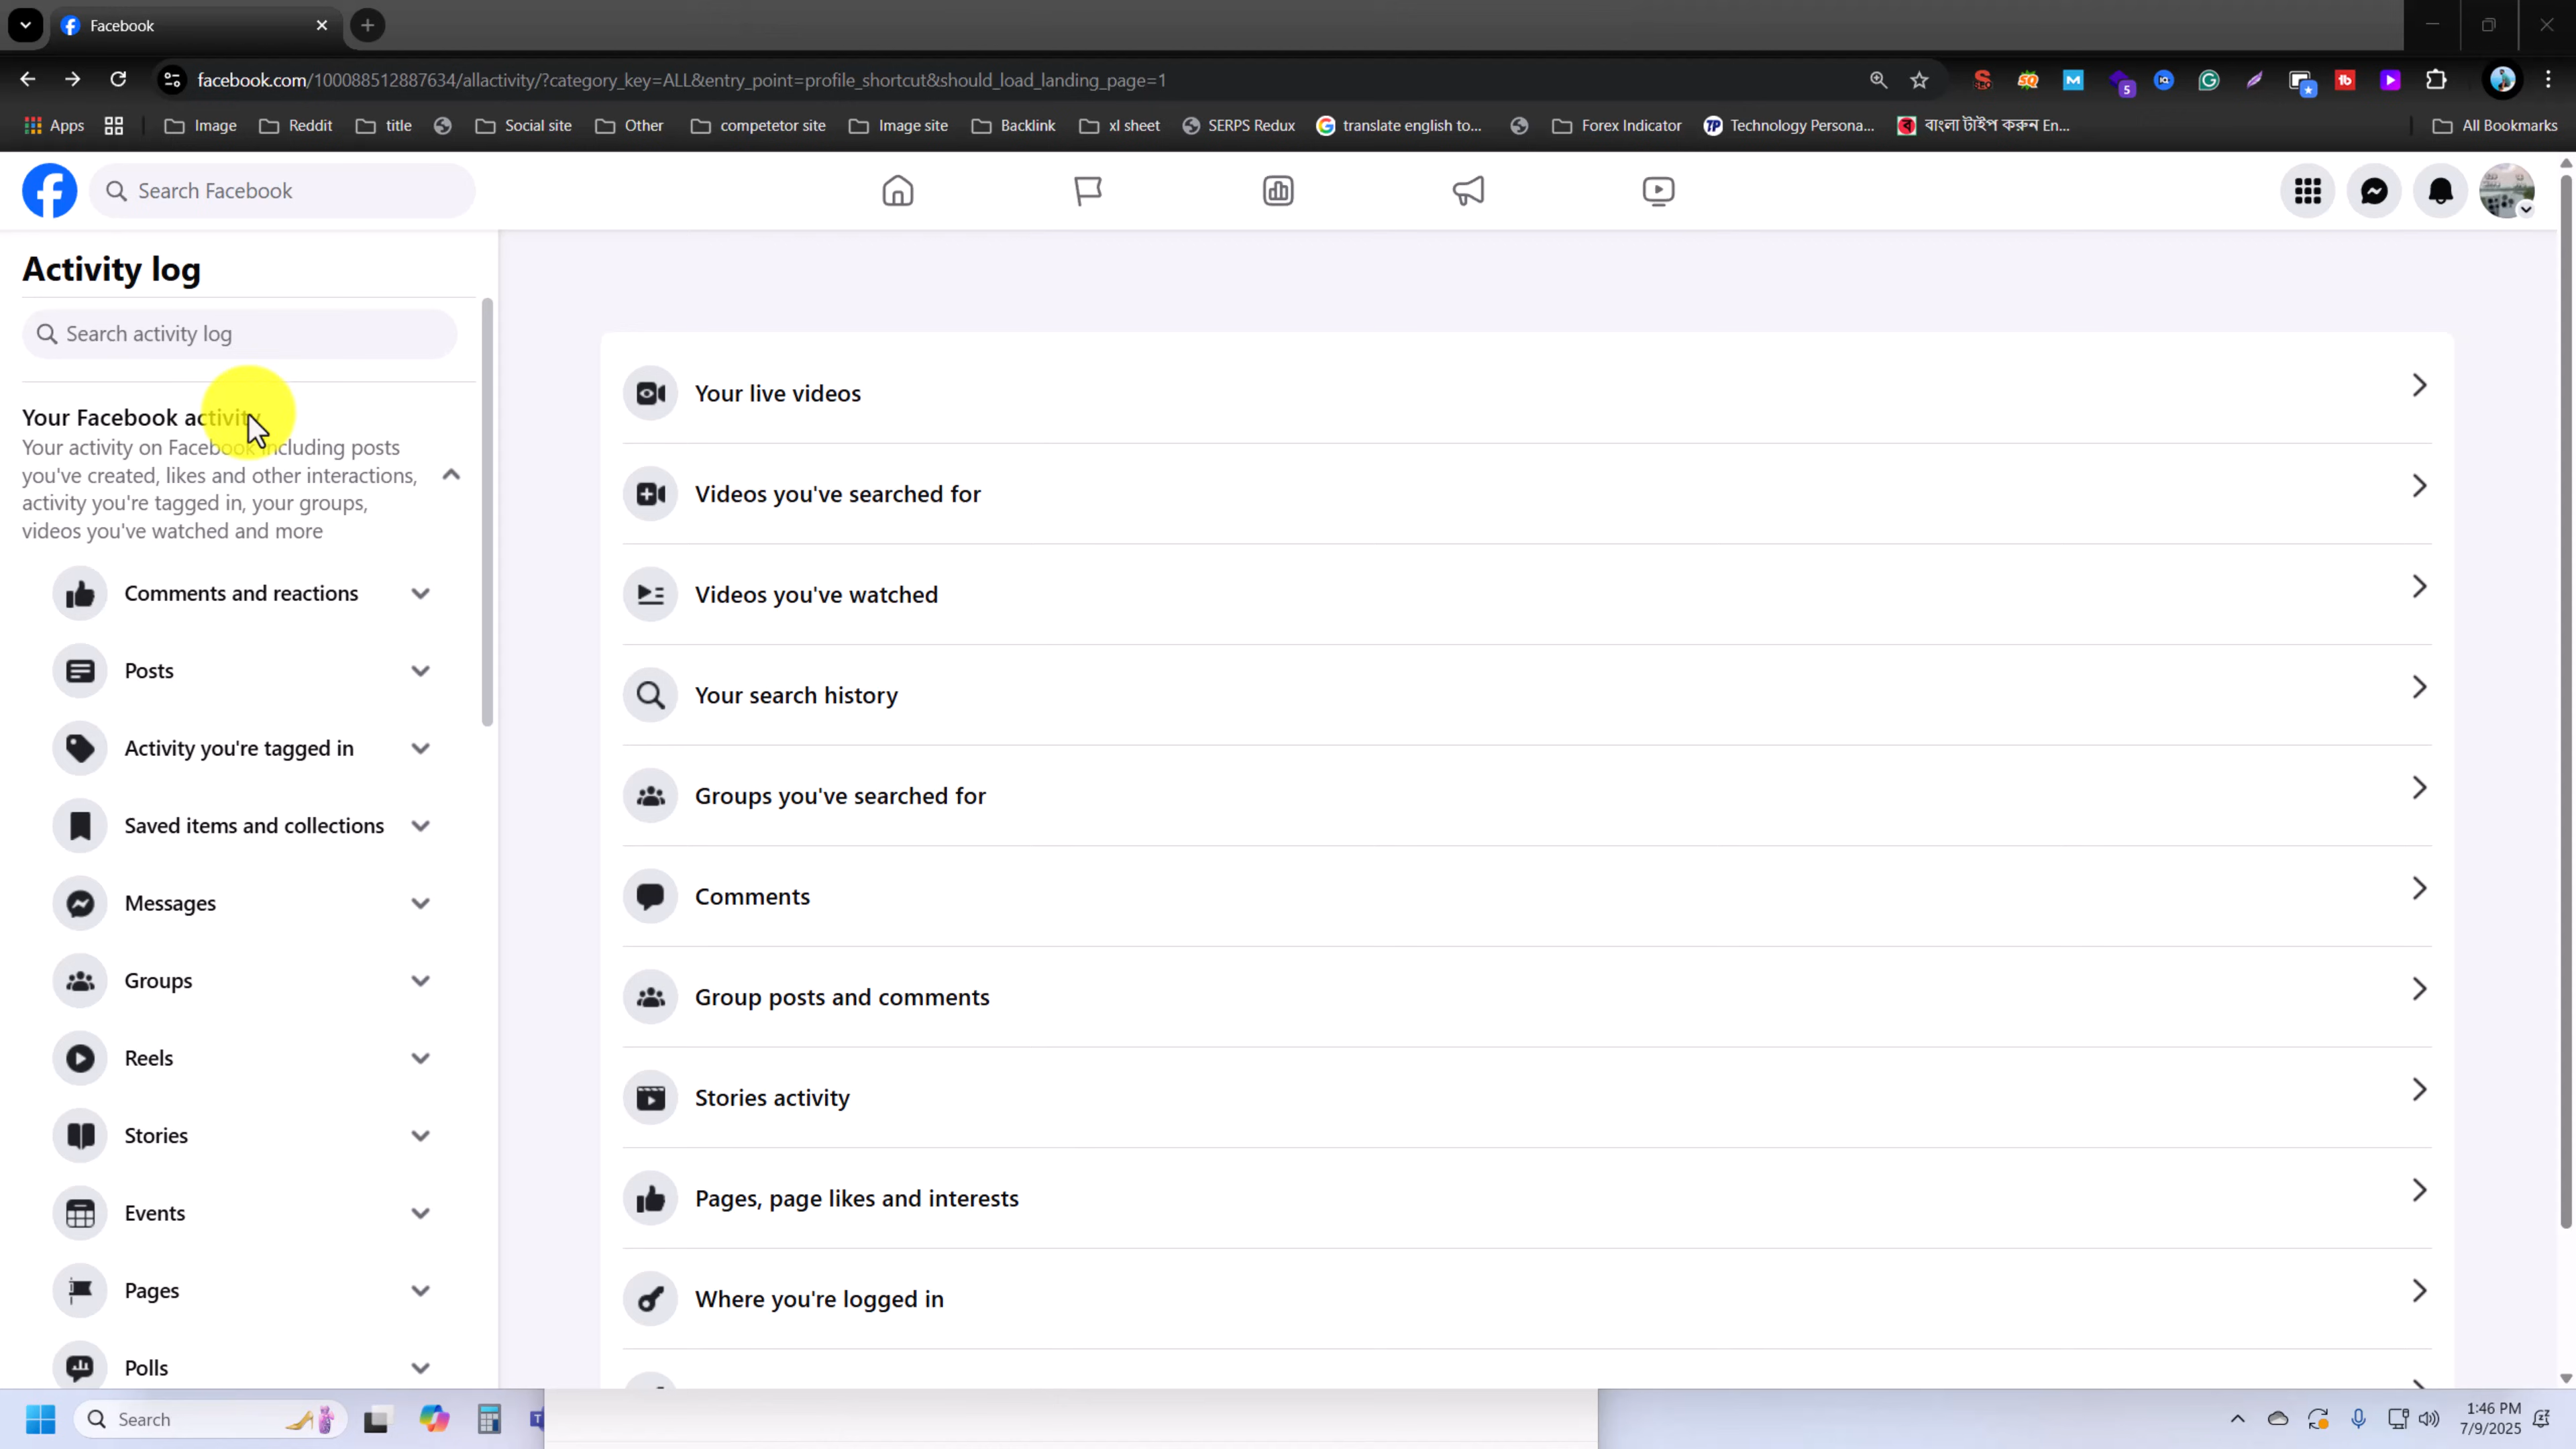 Facebook
facebook.com/100088512887634/allactivity/?category_key=ALL&entry_point=profile_shortcut&should_load_landing_page=1
5
Apps Image Reddit title Social site Other competetor site Image site Backlink xl sheet SERPS Redux translate english to... Forex Indicator Technology Persona... বাংলা টাইপ করুন En... All Bookmarks
Search Facebook
Activity log
Search activity log
Your Facebook activity
Your activity on Facebook including posts
you've created, likes and other interactions,
activity you're tagged in, your groups,
videos you've watched and more
Comments and reactions
Posts
Activity you're tagged in
Saved items and collections
Messages
Groups
Reels
Stories
Events
Pages
Polls
Your live videos
Videos you've searched for
Videos you've watched
Your search history
Groups you've searched for
Comments
Group posts and comments
Stories activity
Pages, page likes and interests
Where you're logged in
Search
1:46 PM
7/9/2025